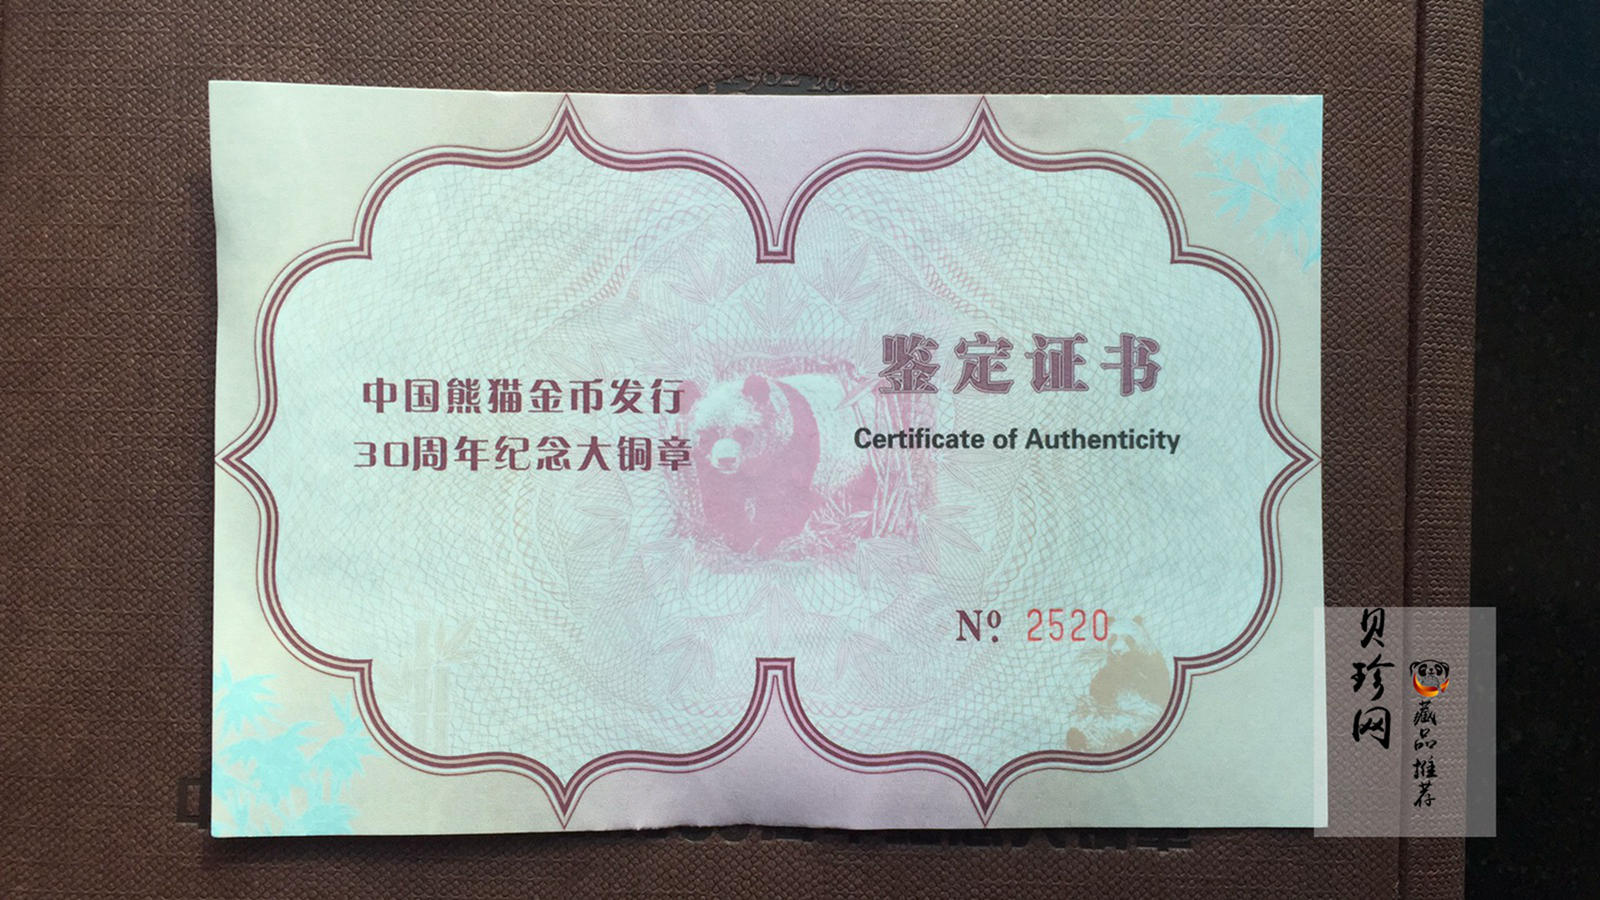 中国熊猫金币发行
30周年纪念大铜章
鉴定证书
Certificate of Authenticity
Nº 2520
贝珍网
藏品推荐